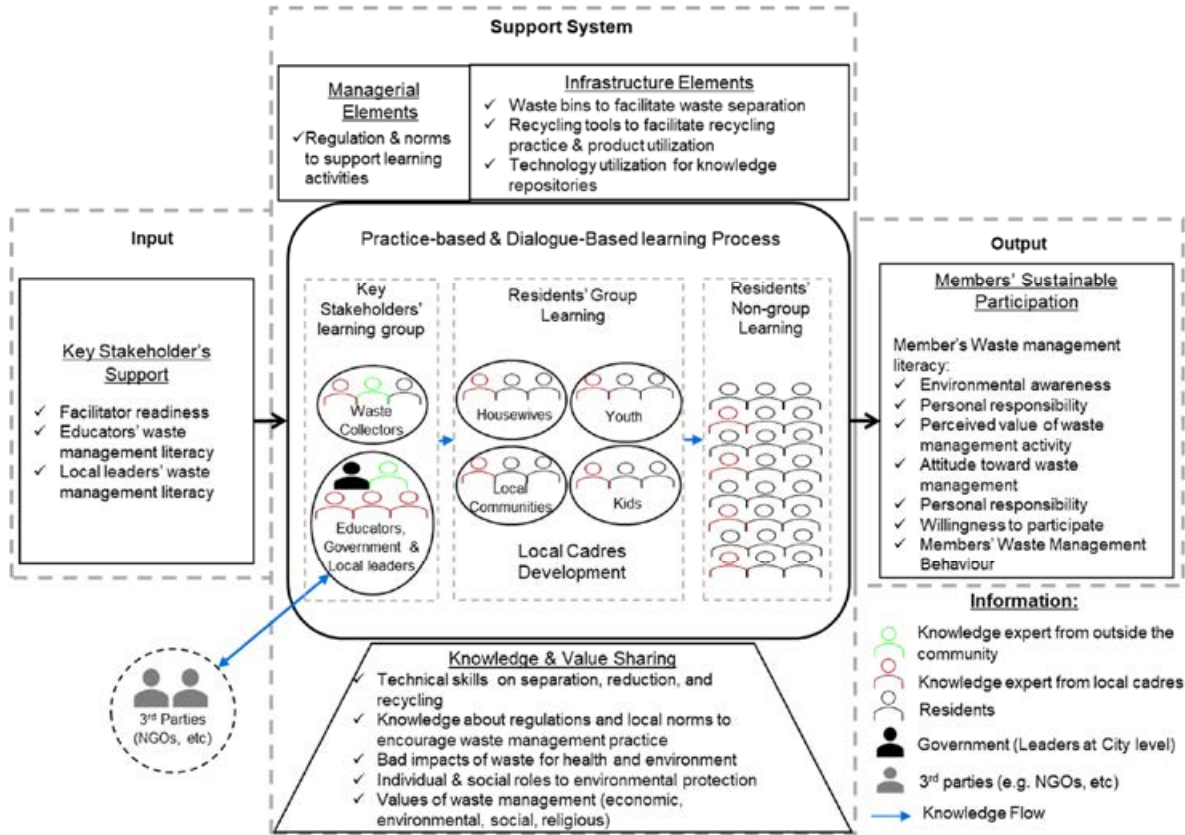 Support System
Managerial
Elements
✓Regulation & norms
to support learning
activities
Infrastructure Elements
✓ Waste bins to facilitate waste separation
✓ Recycling tools to facilitate recycling
practice & product utilization
✓ Technology utilization for knowledge
repositories
Input
Key Stakeholder's
Support
✓ Facilitator readiness
✓ Educators' waste
management literacy
✓ Local leaders' waste
management literacy
Practice-based & Dialogue-Based learning Process
Key
Stakeholders'
learning group
Waste
Collectors
Educators,
Government &
Local leaders
Residents' Group
Learning
Housewives
Youth
Local
Communities
Kids
Local Cadres
Development
Residents'
Non-group
Learning
Output
Members' Sustainable
Participation
Member's Waste management
literacy:
✓ Environmental awareness
✓ Personal responsibility
✓ Perceived value of waste
management activity
✓ Attitude toward waste
management
✓ Personal responsibility
✓ Willingness to participate
✓ Members' Waste Management
Behaviour
3rd Parties
(NGOs, etc)
Knowledge & Value Sharing
✓ Technical skills on separation, reduction, and
recycling
✓ Knowledge about regulations and local norms to
encourage waste management practice
✓ Bad impacts of waste for health and environment
✓ Individual & social roles to environmental protection
✓ Values of waste management (economic,
environmental, social, religious)
Information:
Knowledge expert from outside the
community
Knowledge expert from local cadres
Residents
Government (Leaders at City level)
3rd parties (e.g. NGOs, etc)
Knowledge Flow